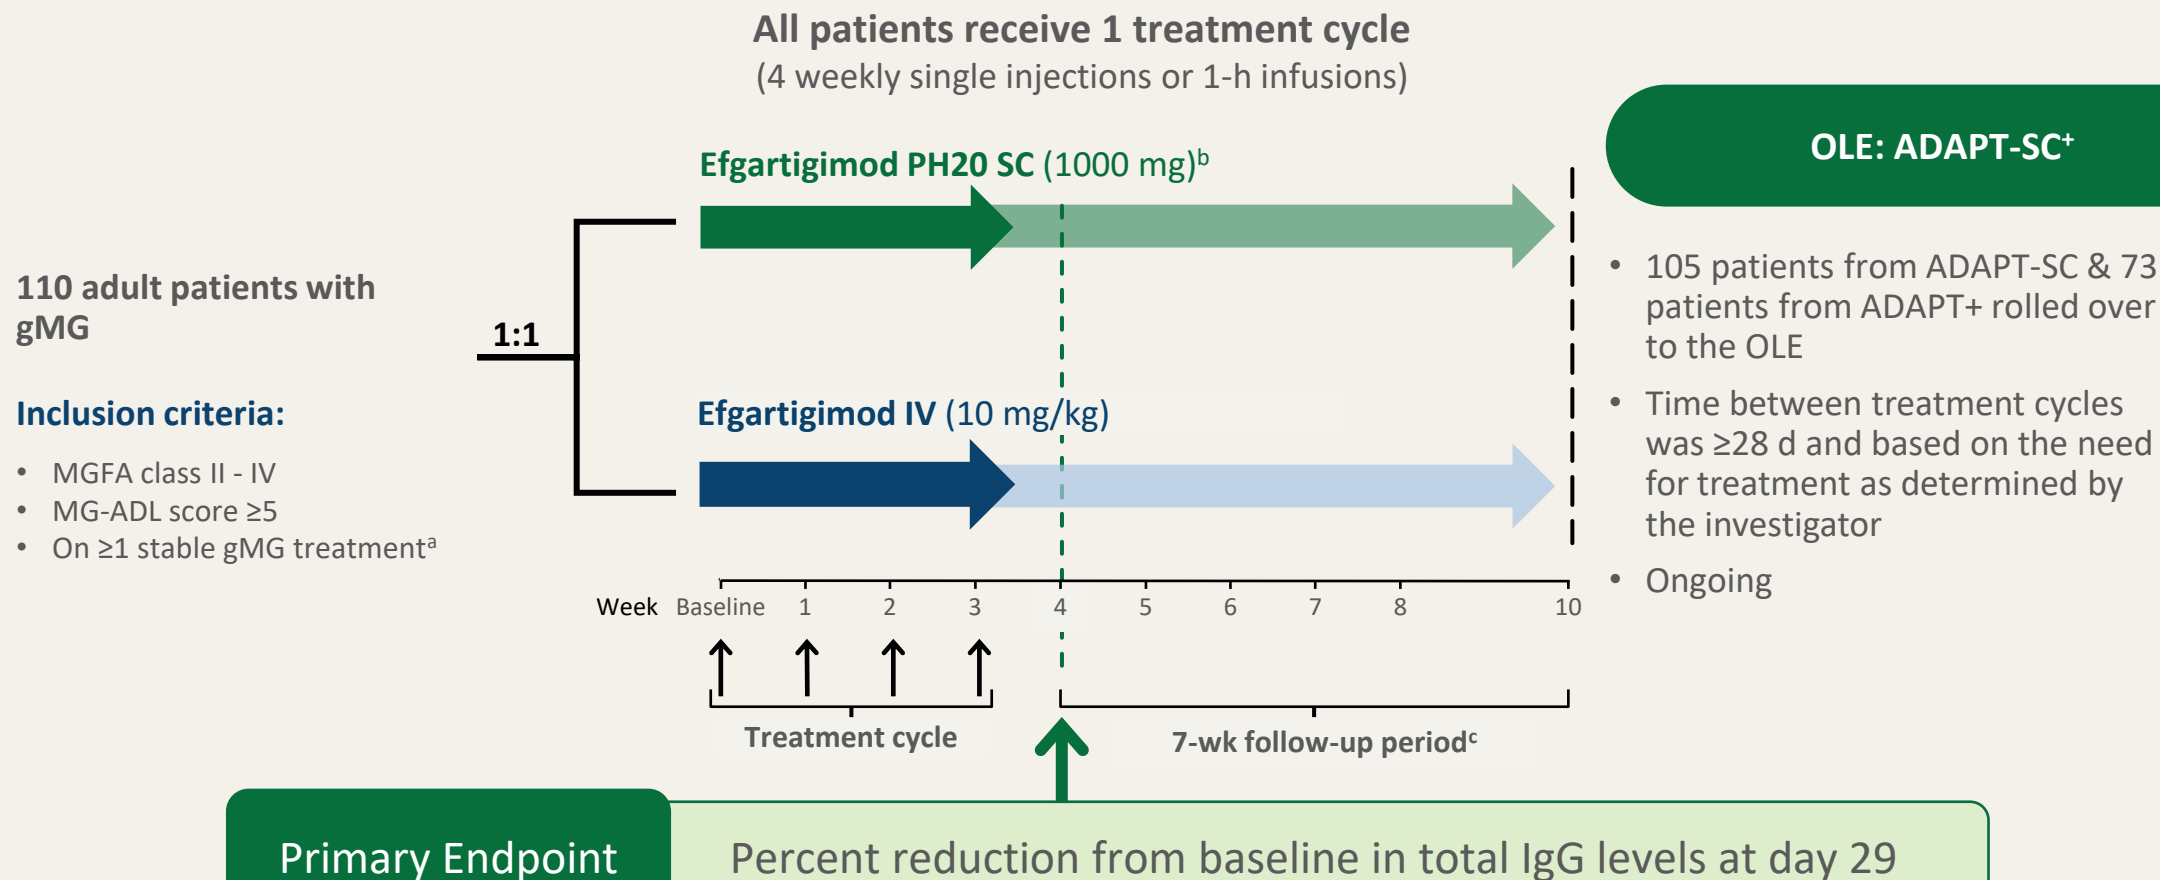 All patients receive 1 treatment cycle
(4 weekly single injections or 1-h infusions)
110 adult patients with
gMG
Inclusion criteria:
• MGFA class II - IV
• MG-ADL score ≥5
• On ≥1 stable gMG treatmentᵃ
1:1
Efgartigimod PH20 SC (1000 mg)ᵇ
Efgartigimod IV (10 mg/kg)
Week Baseline 1 2 3 4 5 6 7 8 10
Treatment cycle
7-wk follow-up periodᶜ
OLE: ADAPT-SC⁺
• 105 patients from ADAPT-SC & 73
patients from ADAPT+ rolled over
to the OLE
• Time between treatment cycles
was ≥28 d and based on the need
for treatment as determined by
the investigator
• Ongoing
Primary Endpoint
Percent reduction from baseline in total IgG levels at day 29